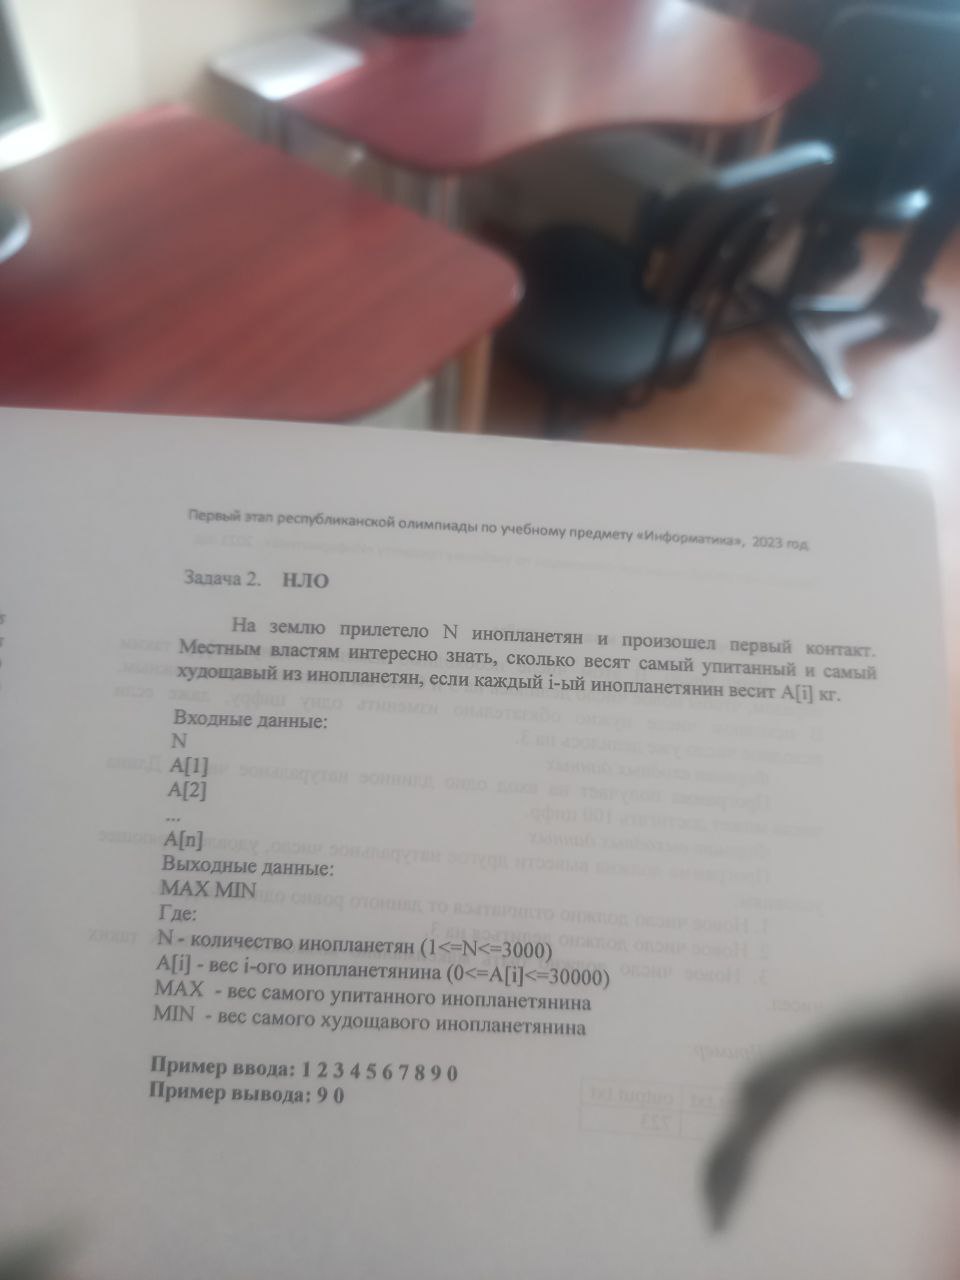 Первый этап республиканской олимпиады по учебному предмету «Информатика», 2023 год
Задача 2. НЛО
На землю прилетело N инопланетян и произошел первый контакт.
Местным властям интересно знать, сколько весят самый упитанный и самый
худощавый из инопланетян, если каждый i-ый инопланетянин весит A[i] кг.
Входные данные:
N
A[1]
A[2]
...
A[n]
Выходные данные:
MAX MIN
Где:
N - количество инопланетян (1<=N<=3000)
A[i] - вес i-ого инопланетянина (0<=A[i]<=30000)
MAX - вес самого упитанного инопланетянина
MIN - вес самого худощавого инопланетянина
Пример ввода: 1 2 3 4 5 6 7 8 9 0
Пример вывода: 9 0